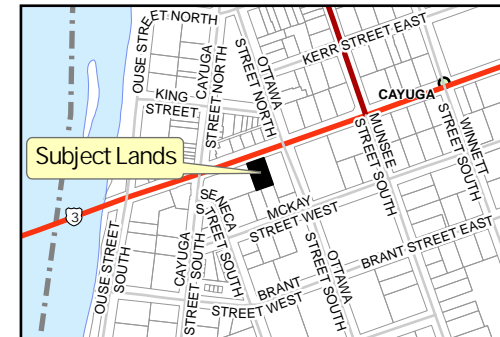 OUSE STREET NORTH
CAYUGA
STREET NORTH
OTTAWA
STREET NORTH
KERR STREET EAST
KING
STREET
CAYUGA
MUNSEE
STREET SOUTH
WINNETT
STREET SOUTH
Subject Lands
3
SENECA
STREET SOUTH
MCKAY
STREET WEST
OUSE STREET
SOUTH
CAYUGA
STREET SOUTH
OTTAWA
STREET SOUTH
BRANT
STREET WEST
BRANT STREET EAST